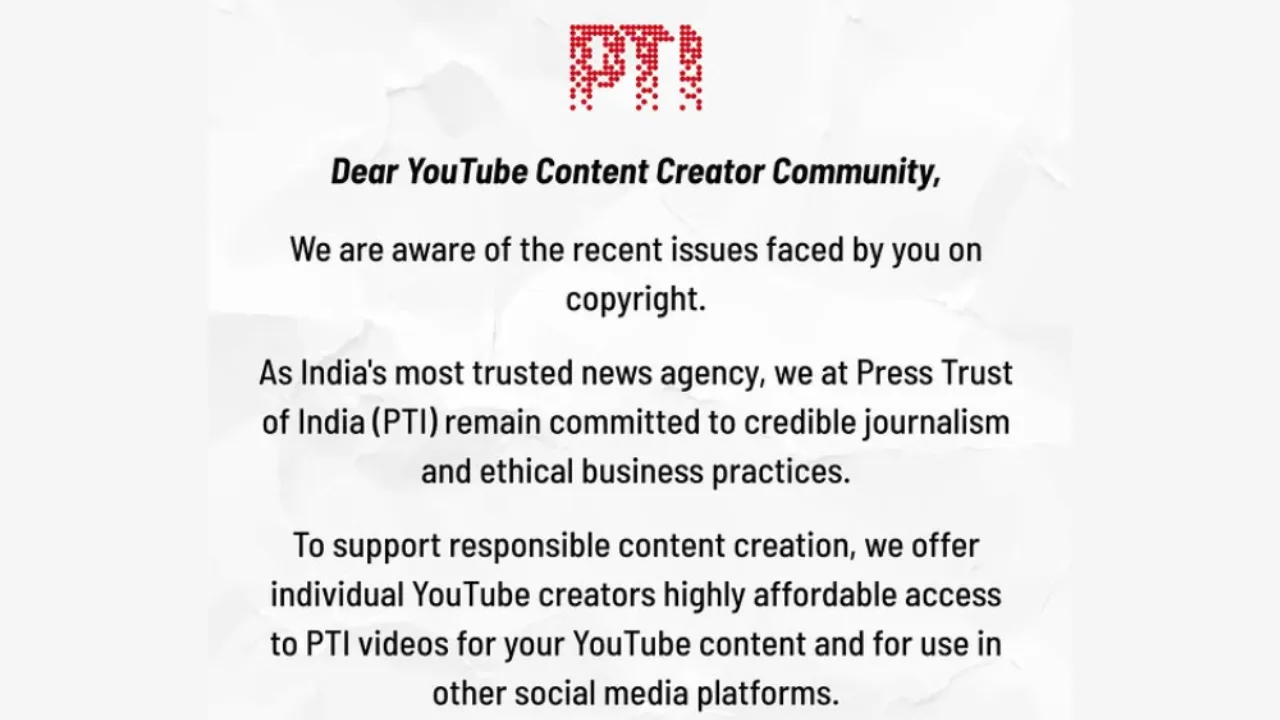 PTI
Dear YouTube Content Creator Community,
We are aware of the recent issues faced by you on
copyright.
As India's most trusted news agency, we at Press Trust
of India (PTI) remain committed to credible journalism
and ethical business practices.
To support responsible content creation, we offer
individual YouTube creators highly affordable access
to PTI videos for your YouTube content and for use in
other social media platforms.